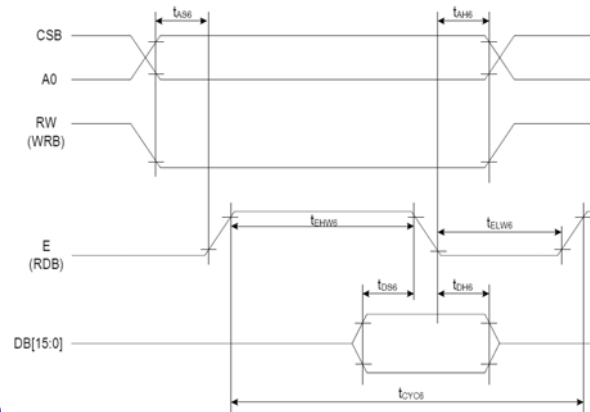 tAS6 tAH6
CSB
A0
RW
(WRB)
tEHW6 tELW6
E
(RDB)
tDS6 tDH6
DB[15:0]
tCYC6